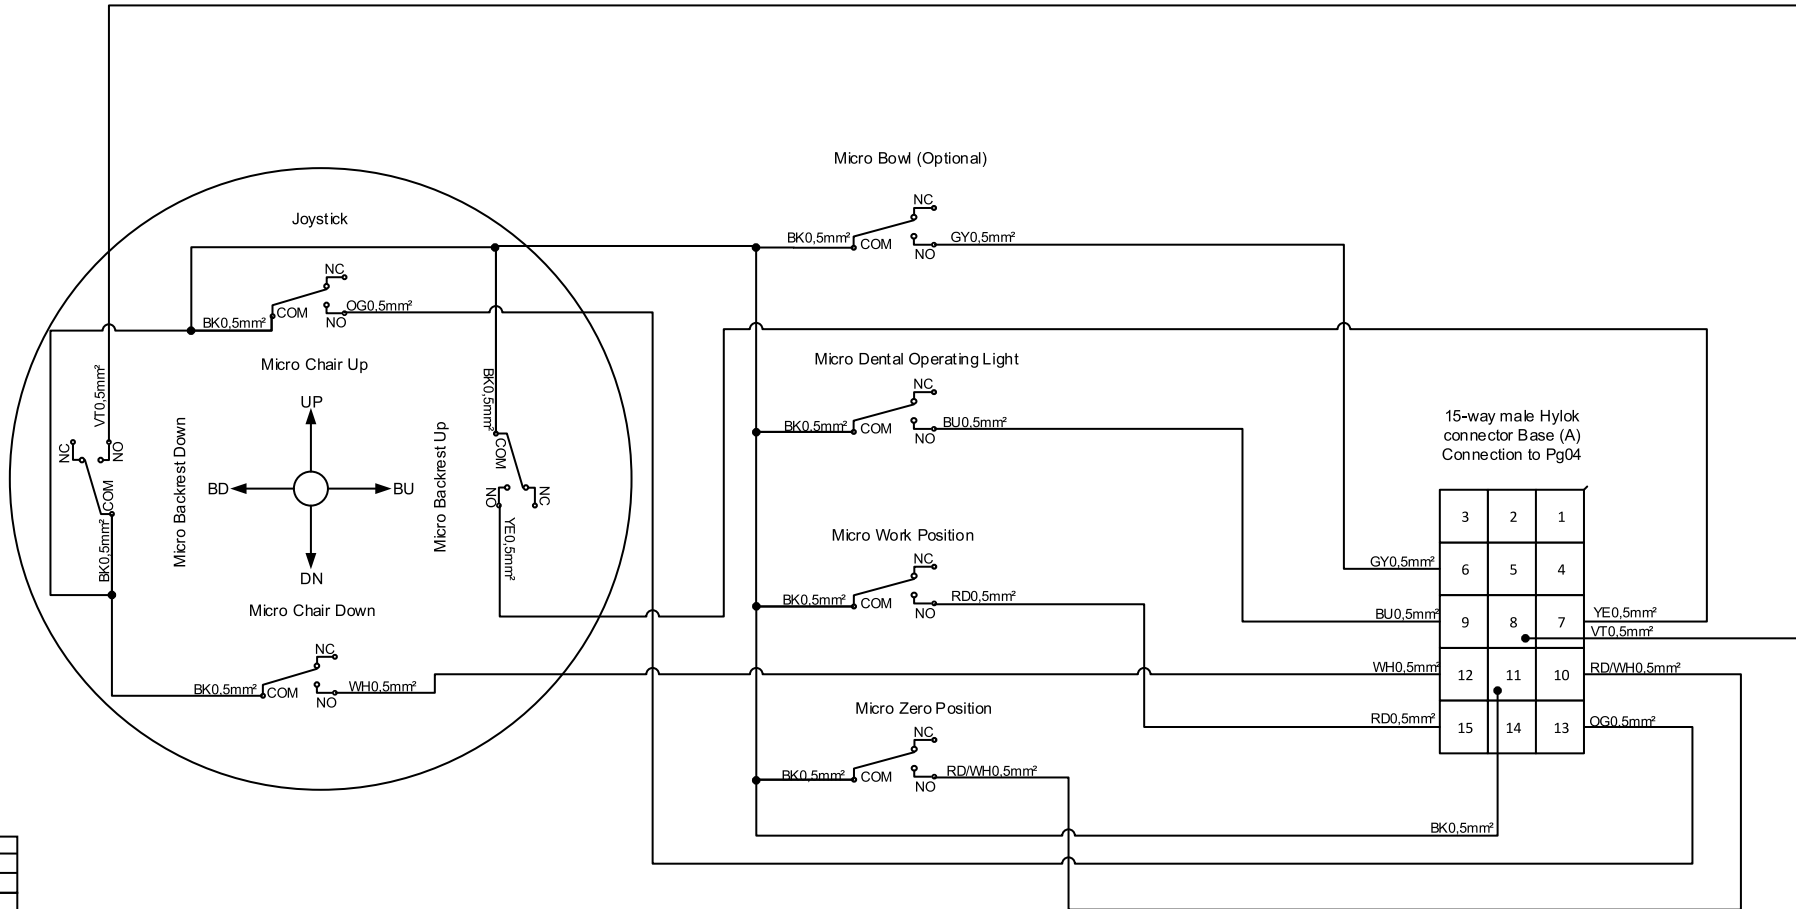 Micro Bowl (Optional)
NC
BK0,5mm²
COM
GY0,5mm²
NO
Joystick
NC
OG0,5mm²
COM
BK0,5mm²
NO
Micro Chair Up
VT0,5mm²
NC
NO
COM
BK0,5mm²
Micro Backrest Down
UP
BD
BU
DN
Micro Backrest Up
BK0,5mm²
COM
NO
NC
YE0,5mm²
Micro Chair Down
NC
BK0,5mm²
COM
WH0,5mm²
NO
Micro Dental Operating Light
NC
BK0,5mm²
COM
BU0,5mm²
NO
Micro Work Position
NC
BK0,5mm²
COM
RD0,5mm²
NO
Micro Zero Position
NC
BK0,5mm²
COM
RD/WH0,5mm²
NO
15-way male Hylok
connector Base (A)
Connection to Pg04
3 2 1
GY0,5mm² 6 5 4
BU0,5mm² 9 8 7 YE0,5mm²
VT0,5mm²
WH0,5mm² 12 11 10 RD/WH0,5mm²
RD0,5mm² 15 14 13 OG0,5mm²
BK0,5mm²